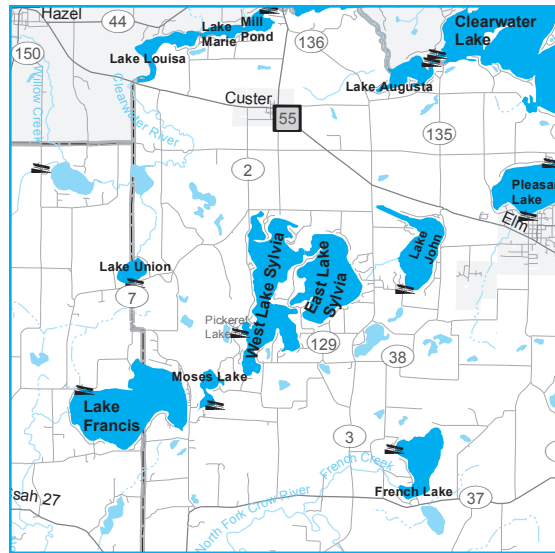 Hazel
44
Lake
Marie
Mill
Pond
Clearwater
Lake
150
136
Lake Louisa
Lake Augusta
Willow Creek
Clearwater River
Custer
55
135
2
Pleasan
Lake
Elm
Lake Union
7
West Lake Sylvia
East Lake
Sylvia
Lake
John
Pickerel
Lake
129
38
Moses Lake
Lake
Francis
3
French Creek
French Lake
37
ssah 27
North Fork Crow River